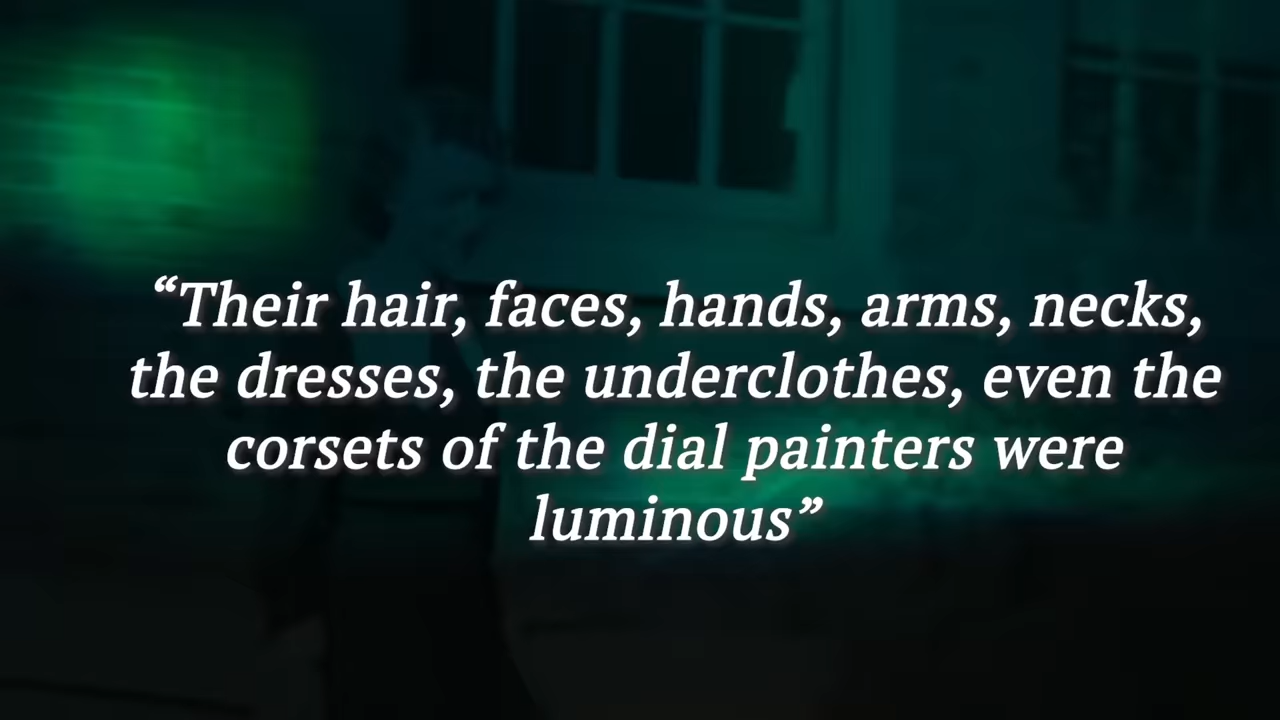 “Their hair, faces, hands, arms, necks,
the dresses, the underclothes, even the
corsets of the dial painters were
luminous”